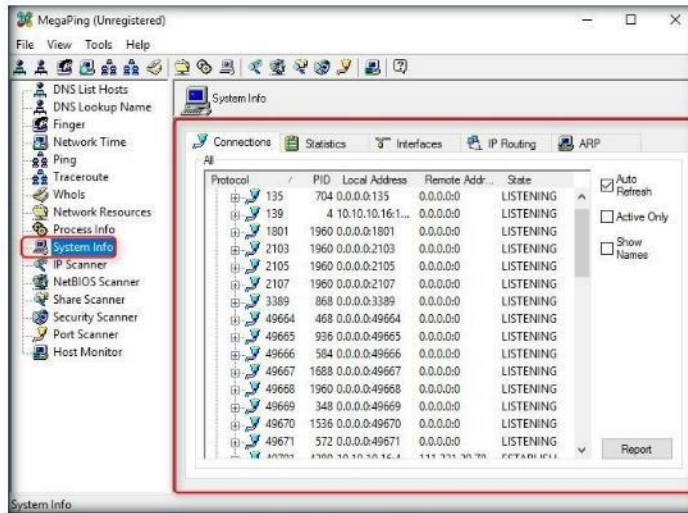 MegaPing (Unregistered)
File View Tools Help
DNS List Hosts
DNS Lookup Name
Finger
Network Time
Ping
Traceroute
Whols
Network Resources
Process Info
System Info
IP Scanner
NetBIOS Scanner
Share Scanner
Security Scanner
Port Scanner
Host Monitor
System Info
Connections Statistics Interfaces IP Routing ARP
All
Protocol / PID Local Address Remote Addr... State
135 704 0.0.0.0:135 0.0.0.0:0 LISTENING
139 4 10.10.10.16:1... 0.0.0.0:0 LISTENING
1801 1960 0.0.0.0:1801 0.0.0.0:0 LISTENING
2103 1960 0.0.0.0:2103 0.0.0.0:0 LISTENING
2105 1960 0.0.0.0:2105 0.0.0.0:0 LISTENING
2107 1960 0.0.0.0:2107 0.0.0.0:0 LISTENING
3389 868 0.0.0.0:3389 0.0.0.0:0 LISTENING
49664 468 0.0.0.0:49664 0.0.0.0:0 LISTENING
49665 936 0.0.0.0:49665 0.0.0.0:0 LISTENING
49666 584 0.0.0.0:49666 0.0.0.0:0 LISTENING
49667 1688 0.0.0.0:49667 0.0.0.0:0 LISTENING
49668 1960 0.0.0.0:49668 0.0.0.0:0 LISTENING
49669 348 0.0.0.0:49669 0.0.0.0:0 LISTENING
49670 1536 0.0.0.0:49670 0.0.0.0:0 LISTENING
49671 572 0.0.0.0:49671 0.0.0.0:0 LISTENING
Auto
Refresh
Active Only
Show
Names
Report
System Info